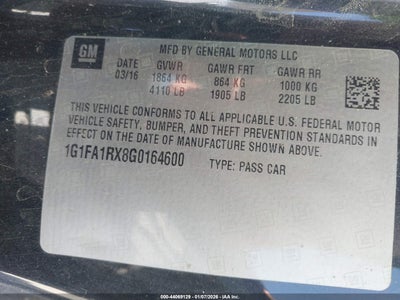 GM
MFD BY GENERAL MOTORS LLC
DATE GVWR GAWR FRT GAWR RR
03/16 1864 KG 864 KG 1000 KG
4110 LB 1905 LB 2205 LB
THIS VEHICLE CONFORMS TO ALL APPLICABLE U.S. FEDERAL MOTOR
VEHICLE SAFETY, BUMPER, AND THEFT PREVENTION STANDARDS IN
EFFECT ON THE DATE OF MANUFACTURE SHOWN ABOVE.
1G1FA1RX8G0164600 TYPE: PASS CAR
000-44069129 - 01/07/2026 - IAA Inc.